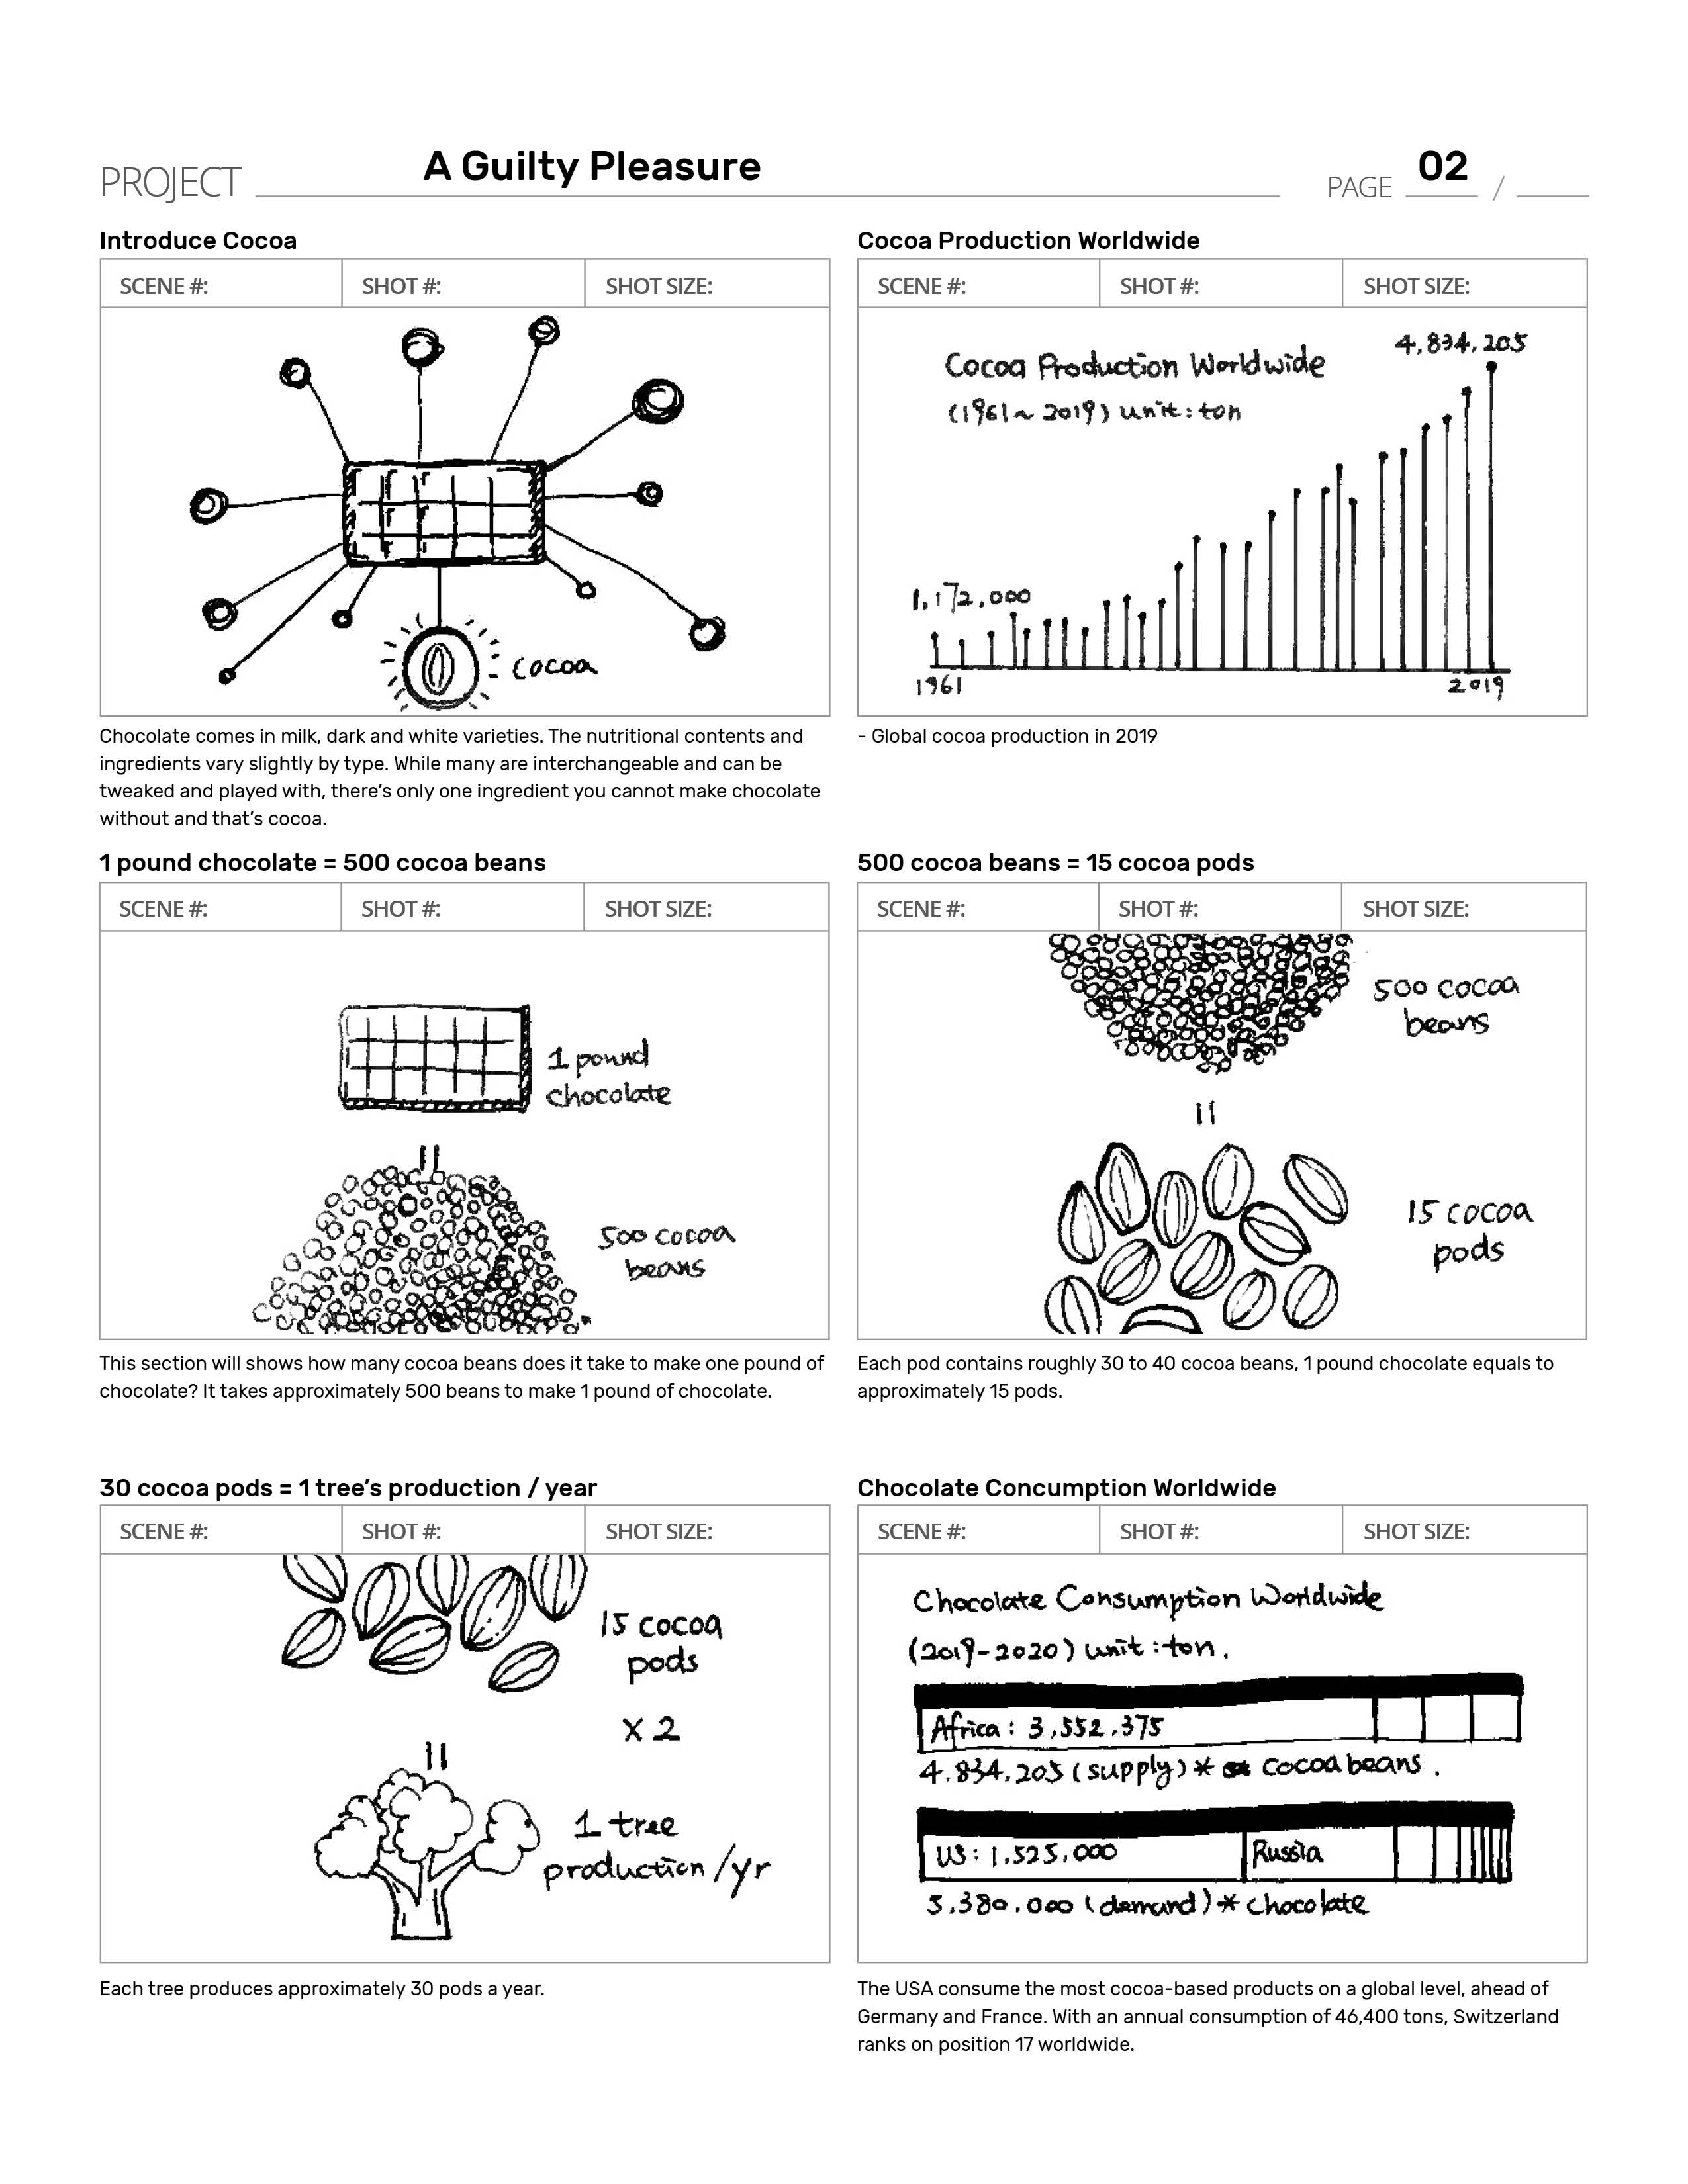 PROJECT A Guilty Pleasure PAGE 02 /
Introduce Cocoa
SCENE #: SHOT #: SHOT SIZE:
cocoa
Chocolate comes in milk, dark and white varieties. The nutritional contents and
ingredients vary slightly by type. While many are interchangeable and can be
tweaked and played with, there’s only one ingredient you cannot make chocolate
without and that’s cocoa.
Cocoa Production Worldwide
SCENE #: SHOT #: SHOT SIZE:
4,834,205
Cocoa Production Worldwide
(1961~2019) unit: ton
1,172,000
1961 2019
- Global cocoa production in 2019
1 pound chocolate = 500 cocoa beans
SCENE #: SHOT #: SHOT SIZE:
1 pound
chocolate
=
500 cocoa
beans
This section will shows how many cocoa beans does it take to make one pound of
chocolate? It takes approximately 500 beans to make 1 pound of chocolate.
500 cocoa beans = 15 cocoa pods
SCENE #: SHOT #: SHOT SIZE:
500 cocoa
beans
=
15 cocoa
pods
Each pod contains roughly 30 to 40 cocoa beans, 1 pound chocolate equals to
approximately 15 pods.
30 cocoa pods = 1 tree’s production / year
SCENE #: SHOT #: SHOT SIZE:
15 cocoa
pods
X 2
=
1 tree
production /yr
Each tree produces approximately 30 pods a year.
Chocolate Concumption Worldwide
SCENE #: SHOT #: SHOT SIZE:
Chocolate Consumption Worldwide
(2019-2020) unit: ton.
Africa: 3,552,375
4,834,205 (supply) * cocoa beans.
US: 1,525,000 Russia
5,380,000 (demand) * chocolate
The USA consume the most cocoa-based products on a global level, ahead of
Germany and France. With an annual consumption of 46,400 tons, Switzerland
ranks on position 17 worldwide.